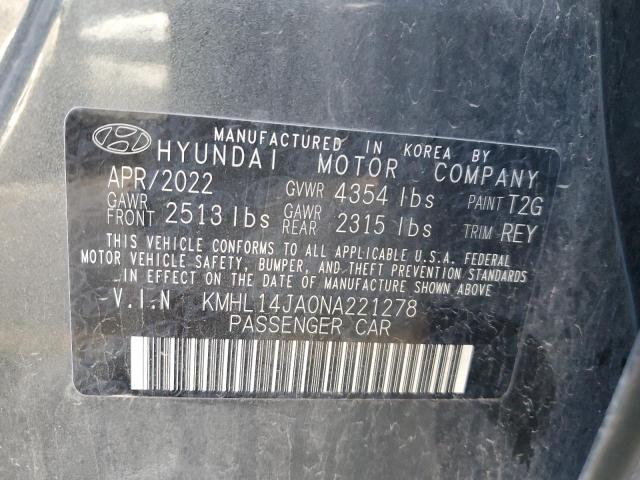 MANUFACTURED IN KOREA BY
HYUNDAI MOTOR COMPANY
APR/2022 GVWR 4354 lbs PAINT T2G
GAWR FRONT 2513 lbs GAWR REAR 2315 lbs TRIM REY
THIS VEHICLE CONFORMS TO ALL APPLICABLE U.S.A. FEDERAL
MOTOR VEHICLE SAFETY, BUMPER, AND THEFT PREVENTION STANDARDS
IN EFFECT ON THE DATE OF MANUFACTURE SHOWN ABOVE
V.I.N KMHL14JA0NA221278
PASSENGER CAR